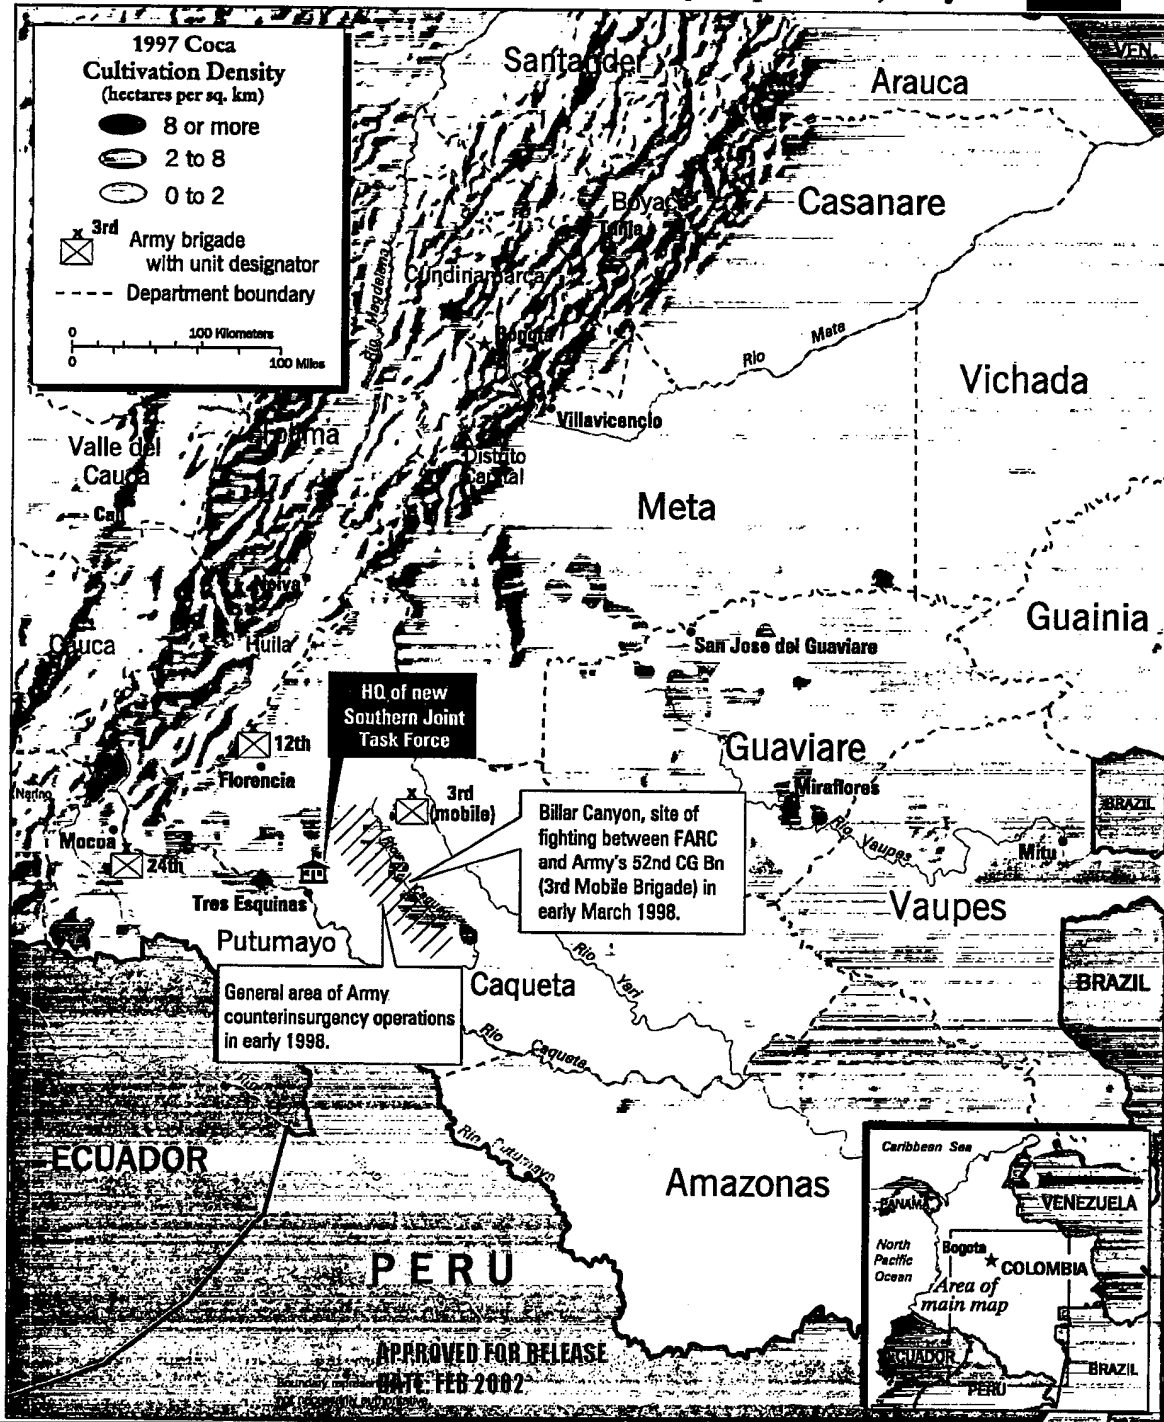 1997 Coca
Cultivation Density
(hectares per sq. km)
8 or more
2 to 8
0 to 2
x 3rd
Army brigade
with unit designator
Department boundary
0 100 Kilometers
0 100 Miles
Santander
Arauca
VEN.
Boyaca
Tunja
Casanare
Cundinamarca
Rio Magdalena
Bogota
Rio Meta
Vichada
Villavicencio
Valle del
Cauca
Tolima
Distrito
Capital
Cali
Meta
Neiva
Guainia
Cauca
Huila
San Jose del Guaviare
HQ of new
Southern Joint
Task Force
12th
Florencia
Guaviare
Narino
x 3rd
(mobile)
Miraflores
BRAZIL
Billar Canyon, site of
fighting between FARC
and Army's 52nd CG Bn
(3rd Mobile Brigade) in
early March 1998.
Mocoa
24th
Rio Vaupes
Mitu
Tres Esquinas
Vaupes
Putumayo
Caqueta
Rio Yari
BRAZIL
General area of Army
counterinsurgency operations
in early 1998.
Rio Caqueta
ECUADOR
Rio Putumayo
Amazonas
PERU
Caribbean Sea
PANAMA
VENEZUELA
North
Pacific
Ocean
Bogota
COLOMBIA
Area of
main map
ECUADOR
PERU
BRAZIL
APPROVED FOR RELEASE
DATE: FEB 2002
Boundary
not necessarily authoritative.